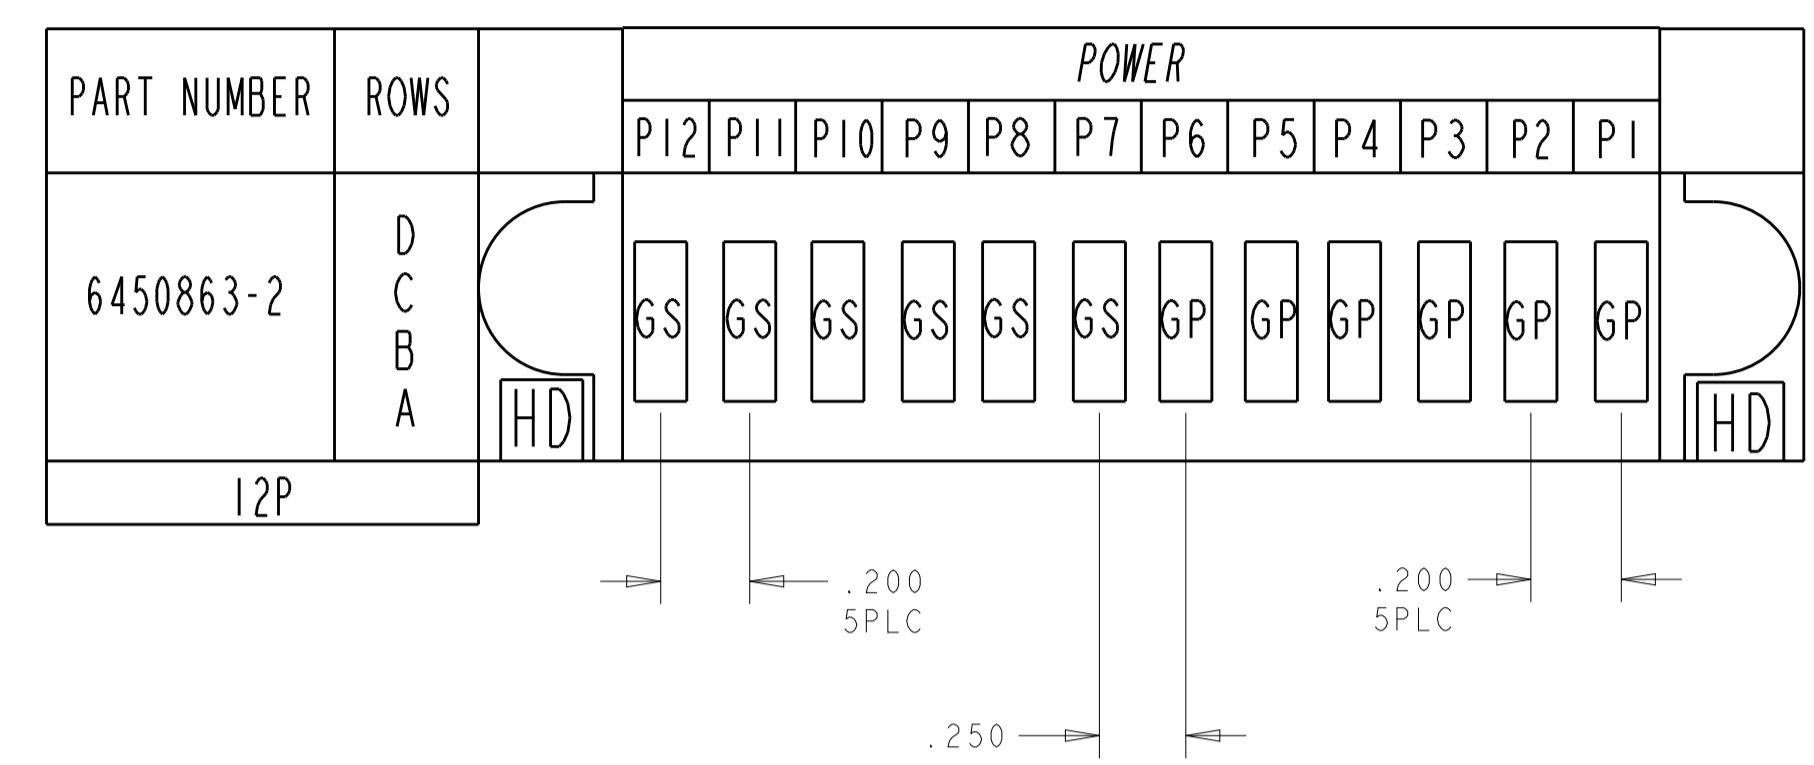 POWER
PART NUMBER ROWS
P12 P11 P10 P9 P8 P7 P6 P5 P4 P3 P2 P1
6450863-2
D
C
B
A
GS GS GS GS GS GS GP GP GP GP GP GP
HD HD
12P
.200
5PLC
.200
5PLC
.250